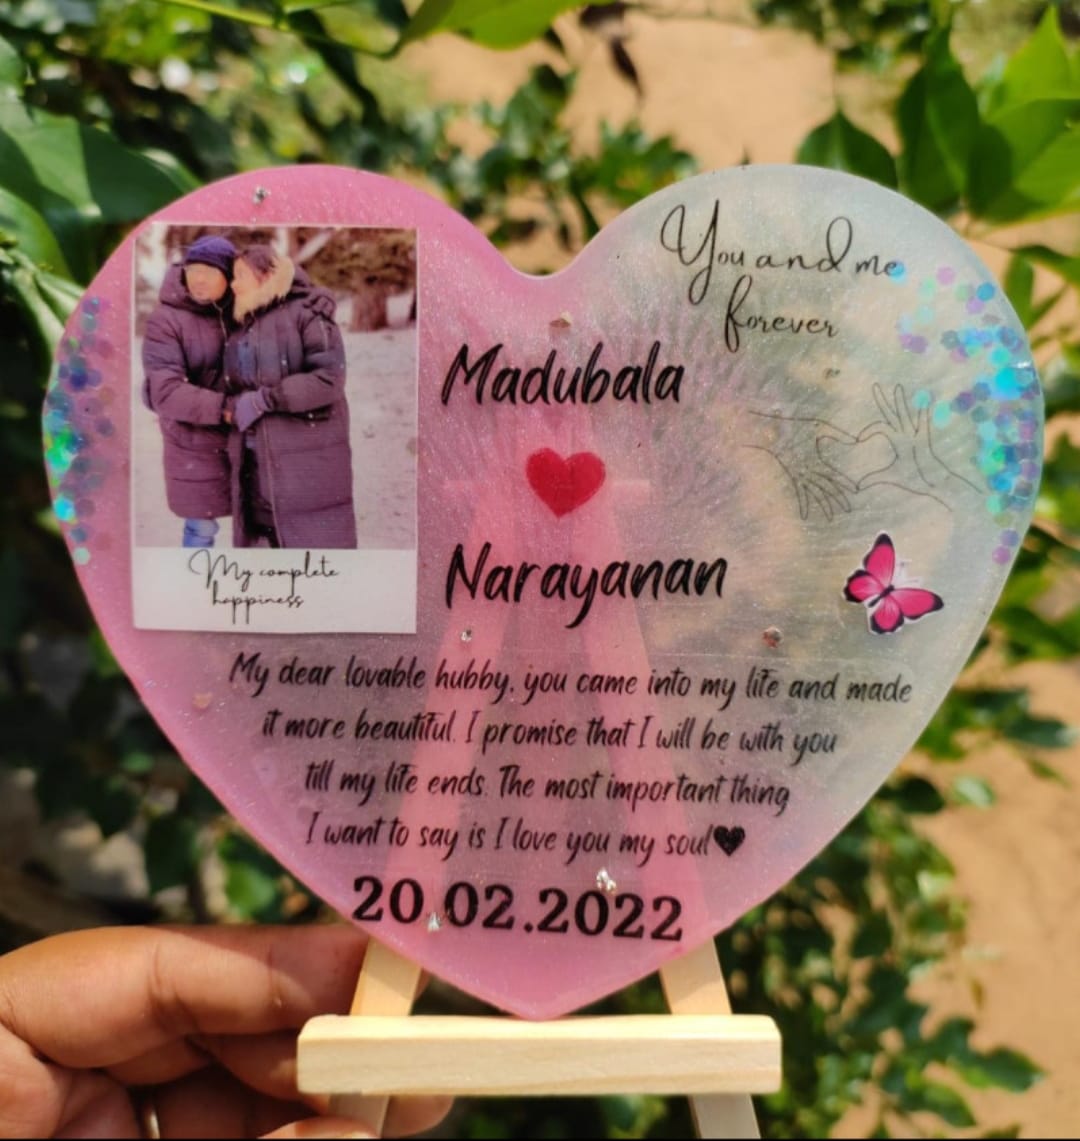 You and me
forever
Madubala
Narayanan
My complete
happiness
My dear lovable hubby, you came into my life and made
it more beautiful. I promise that I will be with you
till my life ends. The most important thing
I want to say is I love you my soul🖤
20.02.2022